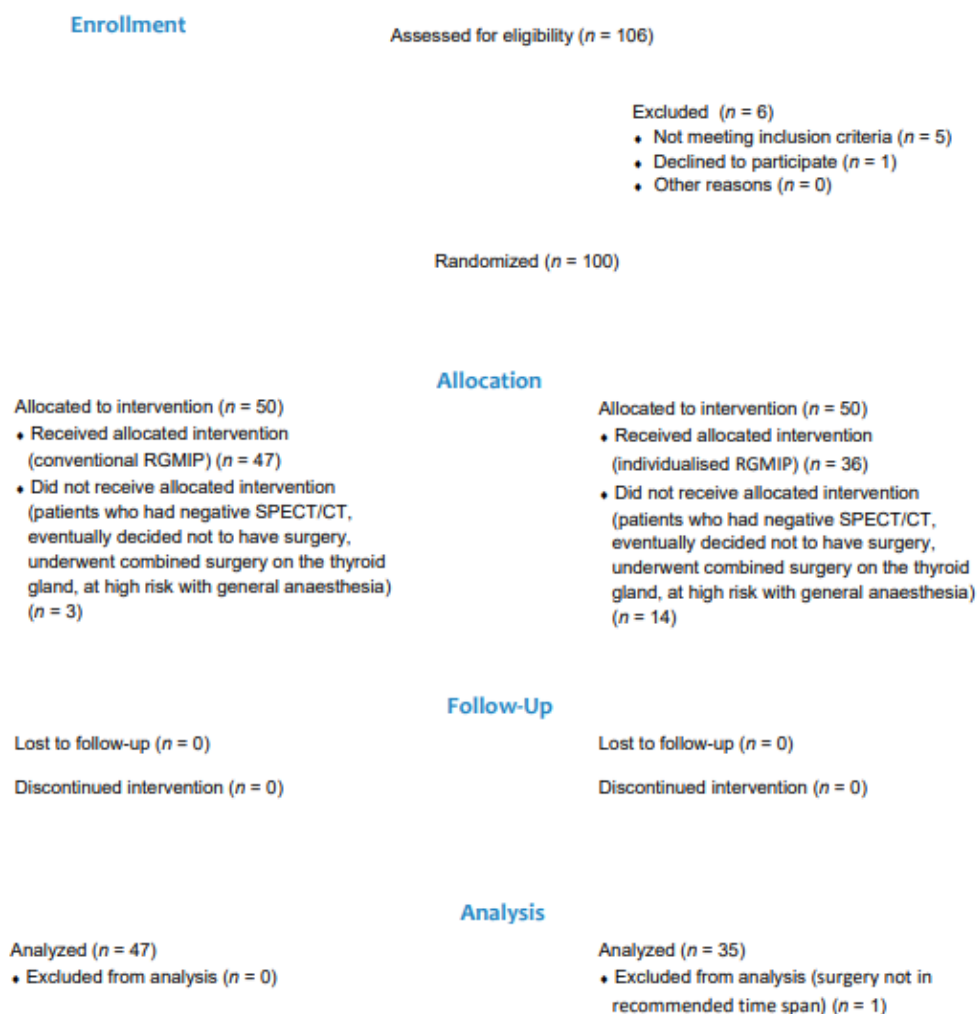 Enrollment
Assessed for eligibility (n = 106)
Excluded (n = 6)
⬧ Not meeting inclusion criteria (n = 5)
⬧ Declined to participate (n = 1)
⬧ Other reasons (n = 0)
Randomized (n = 100)
Allocation
Allocated to intervention (n = 50)
⬧ Received allocated intervention
(conventional RGMIP) (n = 47)
⬧ Did not receive allocated intervention
(patients who had negative SPECT/CT,
eventually decided not to have surgery,
underwent combined surgery on the thyroid
gland, at high risk with general anaesthesia)
(n = 3)
Allocated to intervention (n = 50)
⬧ Received allocated intervention
(individualised RGMIP) (n = 36)
⬧ Did not receive allocated intervention
(patients who had negative SPECT/CT,
eventually decided not to have surgery,
underwent combined surgery on the thyroid
gland, at high risk with general anaesthesia)
(n = 14)
Follow-Up
Lost to follow-up (n = 0)
Discontinued intervention (n = 0)
Lost to follow-up (n = 0)
Discontinued intervention (n = 0)
Analysis
Analyzed (n = 47)
⬧ Excluded from analysis (n = 0)
Analyzed (n = 35)
⬧ Excluded from analysis (surgery not in
recommended time span) (n = 1)